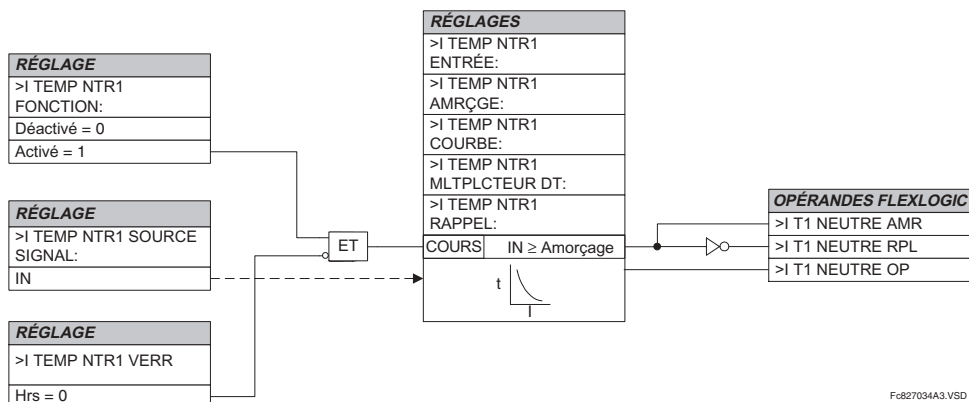 RÉGLAGE
>I TEMP NTR1
FONCTION:
Déactivé = 0
Activé = 1
RÉGLAGE
>I TEMP NTR1 SOURCE
SIGNAL:
IN
RÉGLAGE
>I TEMP NTR1 VERR
Hrs = 0
ET
RÉGLAGES
>I TEMP NTR1
ENTRÉE:
>I TEMP NTR1
AMRÇGE:
>I TEMP NTR1
COURBE:
>I TEMP NTR1
MLTPLCTEUR DT:
>I TEMP NTR1
RAPPEL:
COURS IN ≥ Amorçage
t
I
OPÉRANDES FLEXLOGIC
>I T1 NEUTRE AMR
>I T1 NEUTRE RPL
>I T1 NEUTRE OP
Fc827034A3.VSD